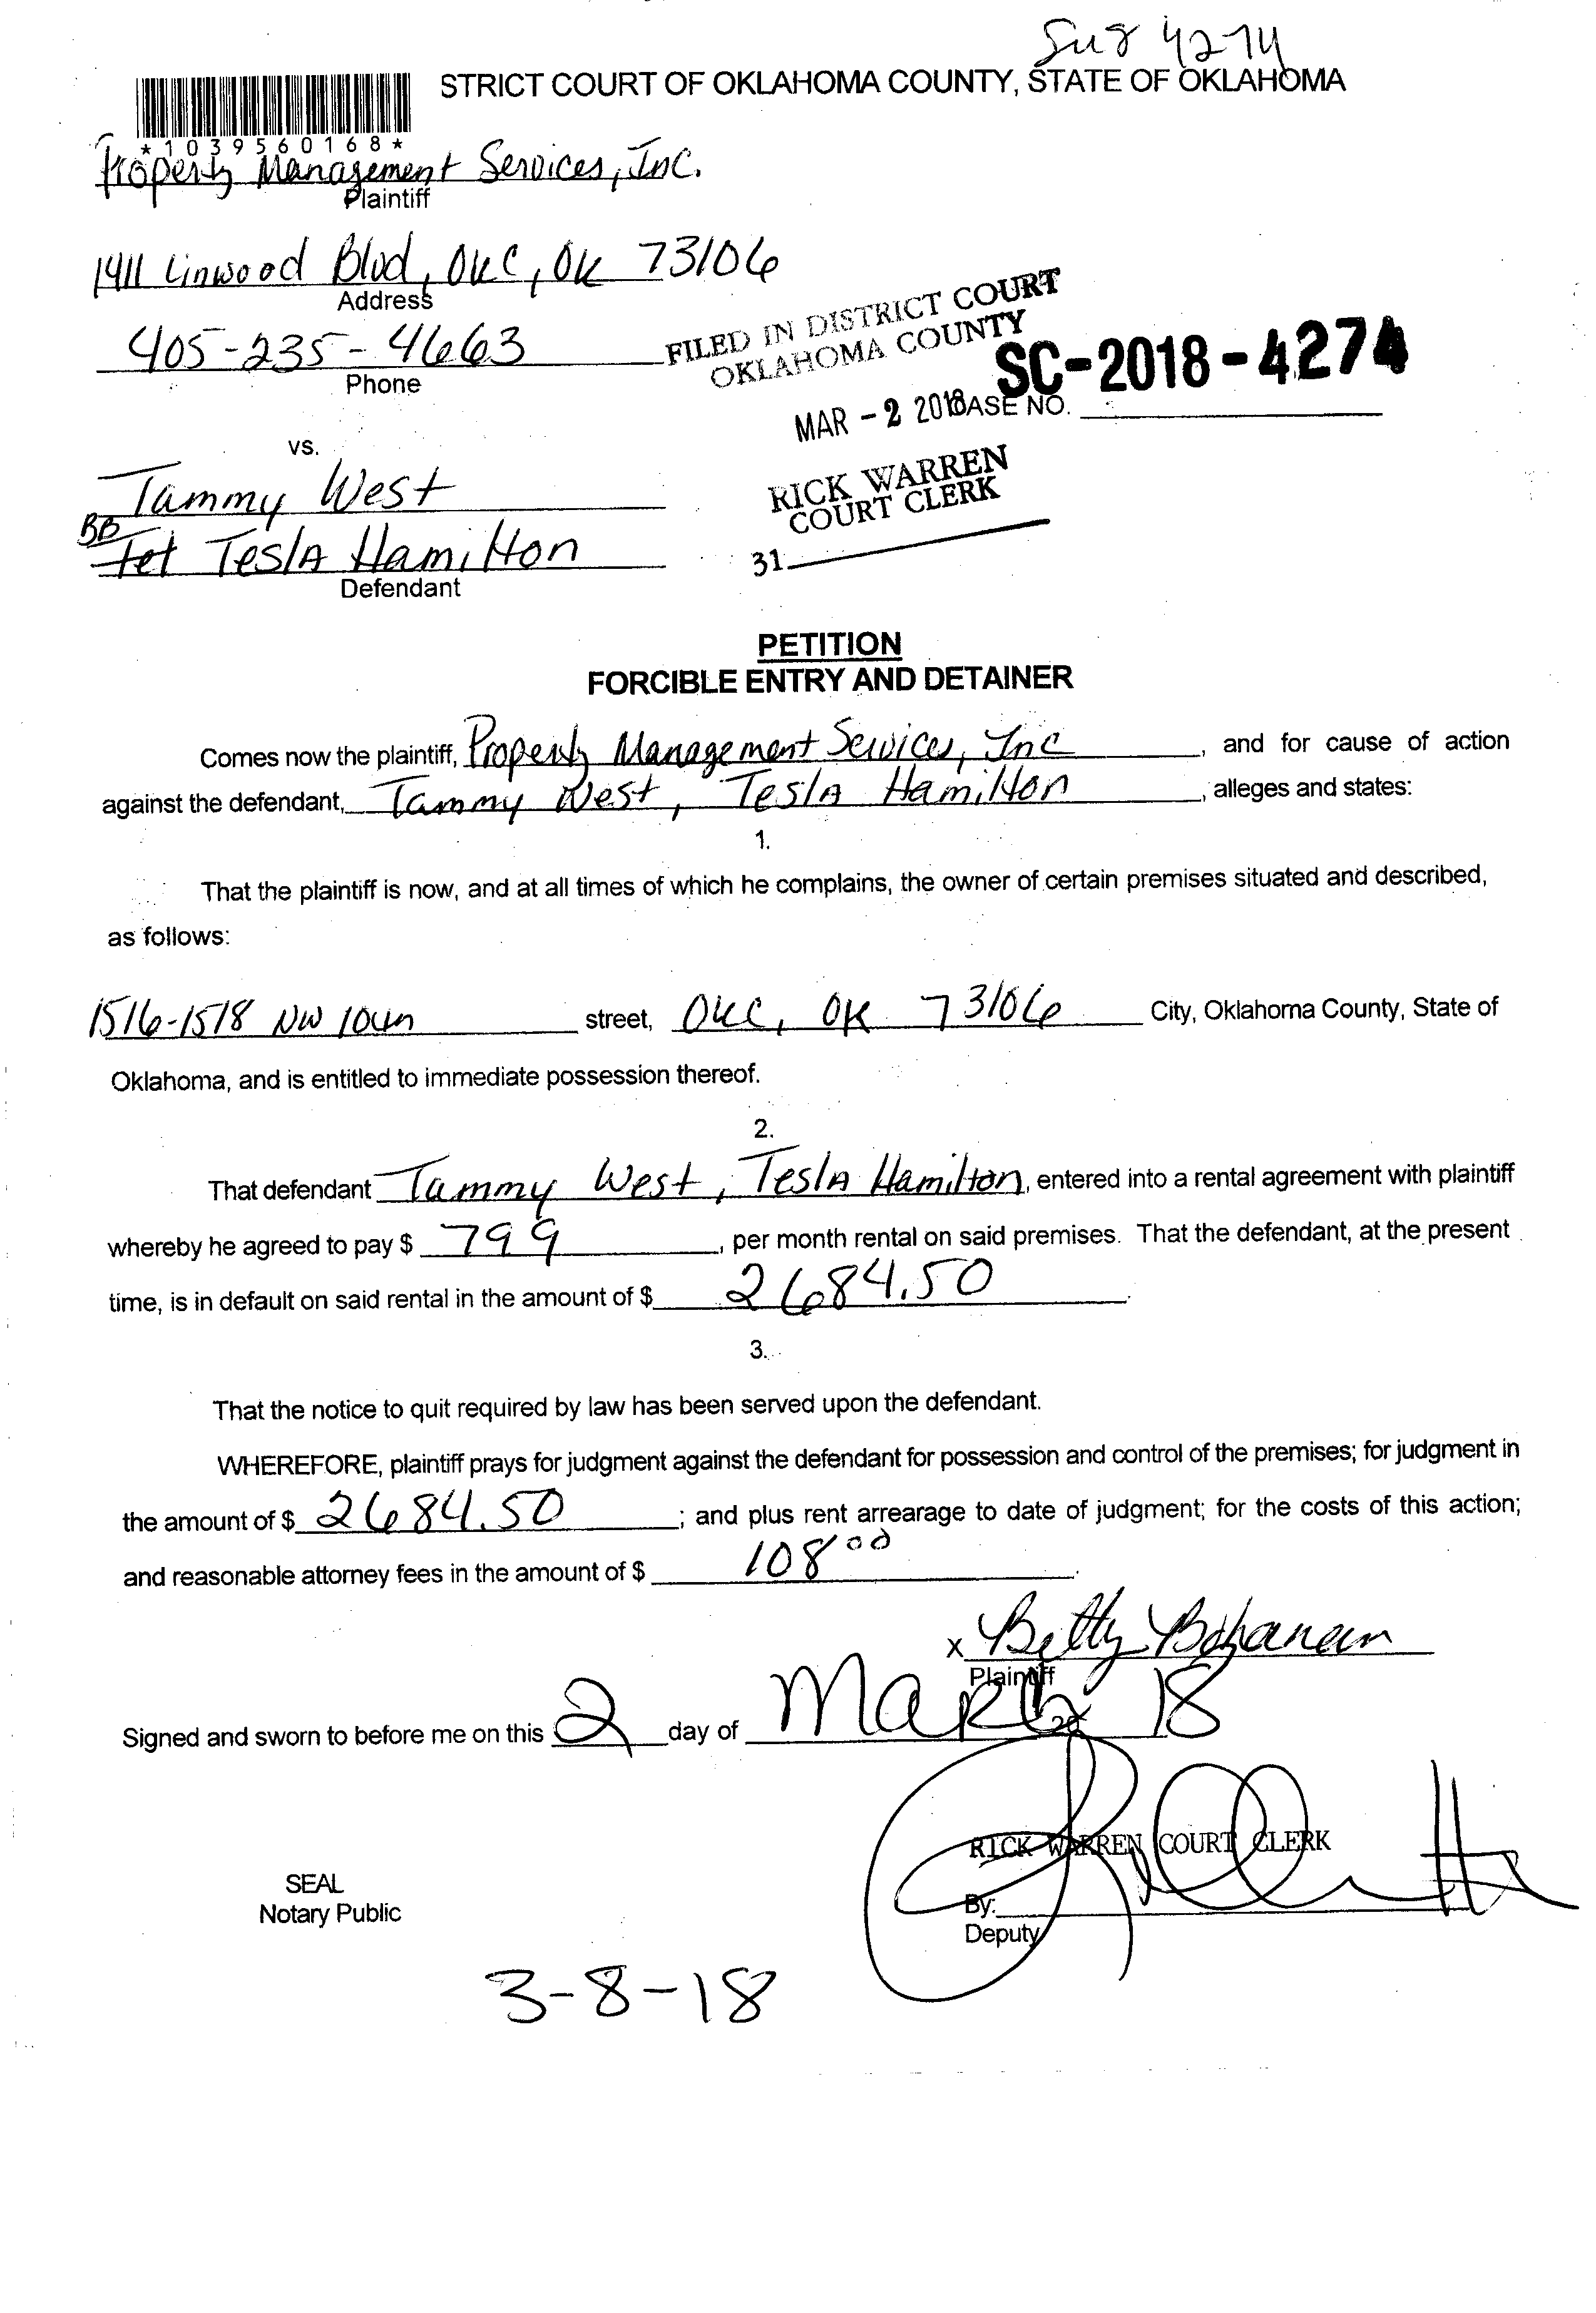 SC18 4274
STRICT COURT OF OKLAHOMA COUNTY, STATE OF OKLAHOMA
*1039560168*
Property Management Services, Inc.
Plaintiff
1411 Linwood Blvd, OKC, OK 73106
Address
405-235-4663
Phone
FILED IN DISTRICT COURT
OKLAHOMA COUNTY
SC-2018-4274
MAR - 2 2018
ASE NO.
RICK WARREN
COURT CLERK
31
vs.
Tammy West
BB
Tesla Hamilton
Defendant
PETITION
FORCIBLE ENTRY AND DETAINER
Comes now the plaintiff, Property Management Services, Inc, and for cause of action
against the defendant, Tammy West, Tesla Hamilton, alleges and states:
1.
That the plaintiff is now, and at all times of which he complains, the owner of certain premises situated and described,
as follows:
1516-1518 NW 10th street, OKC, OK 73106 City, Oklahoma County, State of
Oklahoma, and is entitled to immediate possession thereof.
2.
That defendant Tammy West, Tesla Hamilton, entered into a rental agreement with plaintiff
whereby he agreed to pay $ 799, per month rental on said premises. That the defendant, at the present
time, is in default on said rental in the amount of $ 2684.50.
3.
That the notice to quit required by law has been served upon the defendant.
WHEREFORE, plaintiff prays for judgment against the defendant for possession and control of the premises; for judgment in
the amount of $ 2684.50; and plus rent arrearage to date of judgment; for the costs of this action;
and reasonable attorney fees in the amount of $ 108 00.
x Betty Bohanan
Plaintiff
Signed and sworn to before me on this 2 day of March 20 18
RICK WARREN COURT CLERK
SEAL
Notary Public
By:
Deputy
3-8-18